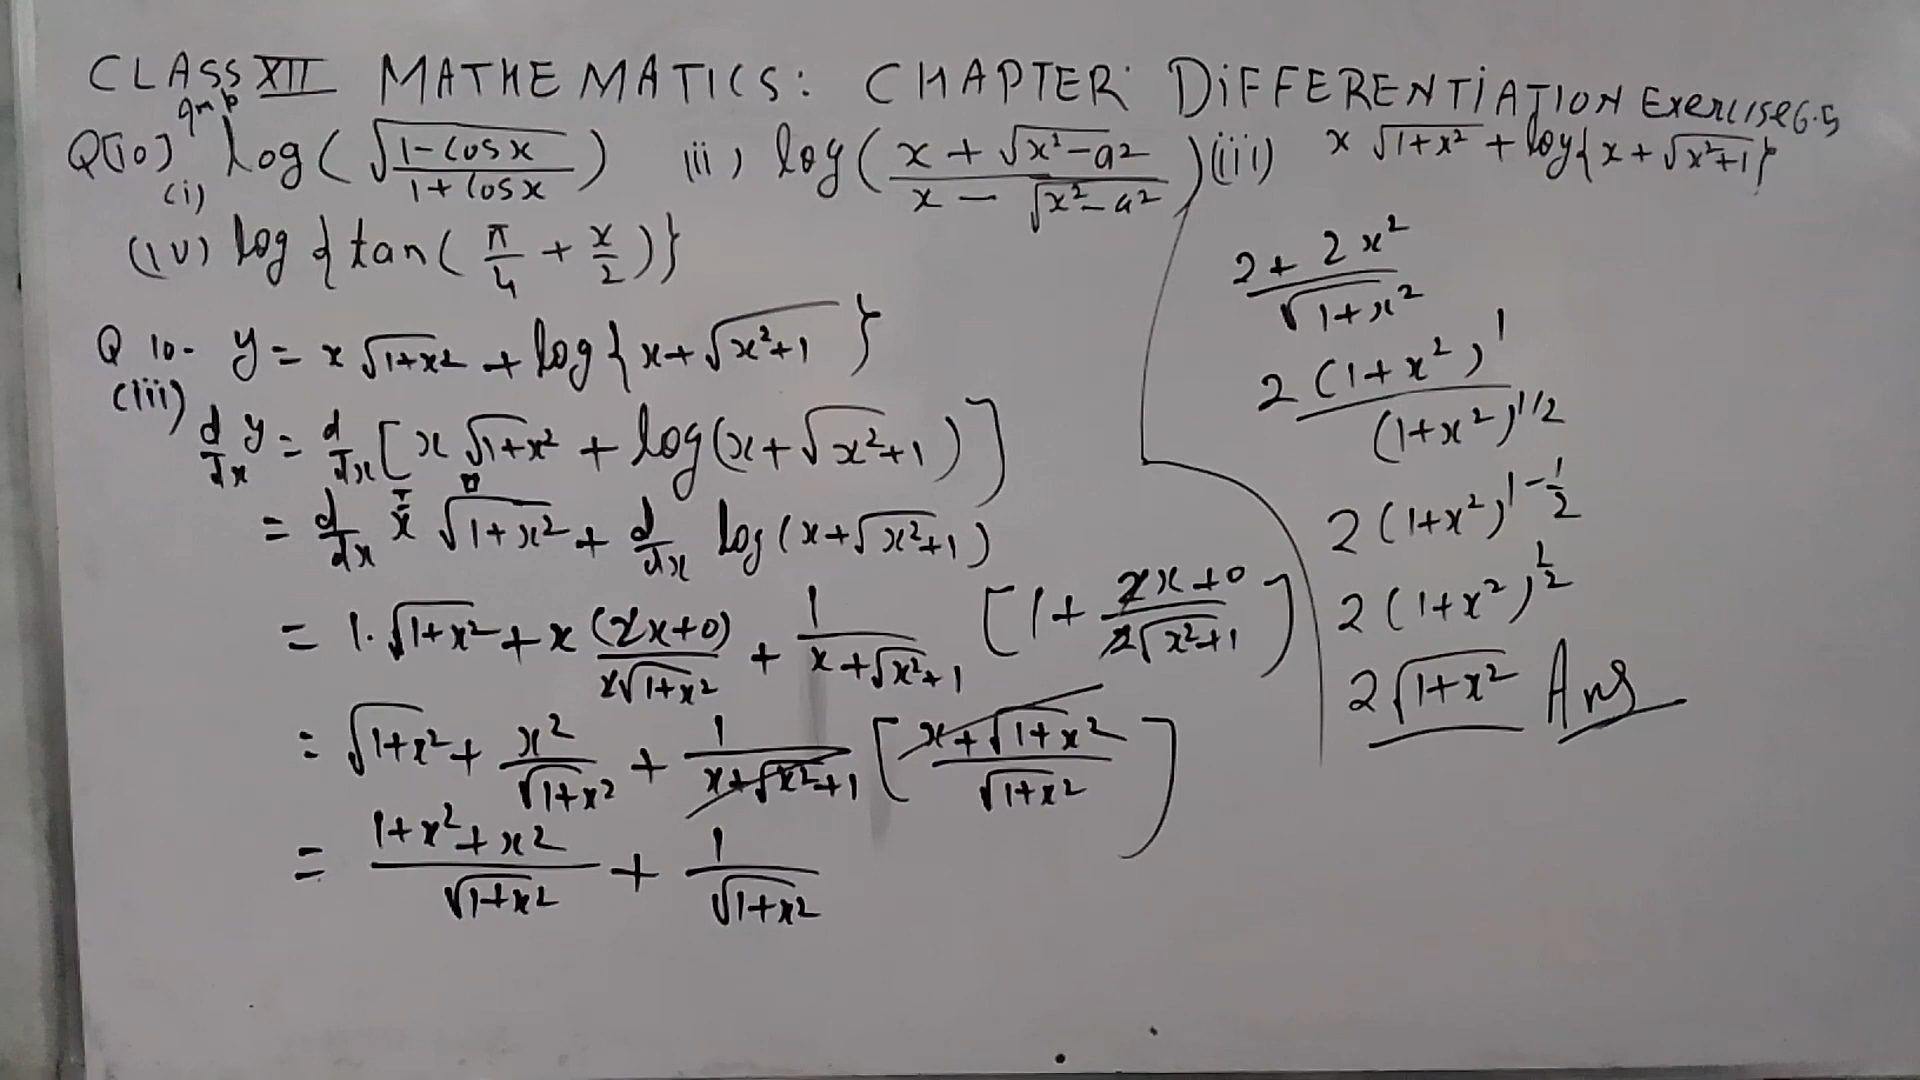 CLASS XII MATHEMATICS: CHAPTER: DIFFERENTIATION Exercise 6.5
Q[10] (i) log(√((1-cosx)/(1+cosx))) (ii) log((x+√(x²-a²))/(x-√(x²-a²))) (iii) x√(1+x²) + log{x+√(x²+1)}
(iv) log{tan(π/4 + x/2)}
Q 10- (iii) y = x√(1+x²) + log{x+√(x²+1)}
d/dx y = d/dx [x√(1+x²) + log(x+√(x²+1))]
= d/dx x√(1+x²) + d/dx log(x+√(x²+1))
= 1.√(1+x²) + x (2x+0)/(2√(1+x²)) + 1/(x+√(x²+1)) [1 + (2x+0)/(2√(x²+1))]
= √(1+x²) + x²/√(1+x²) + 1/(x+√(x²+1)) [(x+√(1+x²))/√(1+x²)]
= (1+x²+x²)/√(1+x²) + 1/√(1+x²)
(2+2x²)/√(1+x²)
2(1+x²)¹/(1+x²)^1/2
2(1+x²)^(1-1/2)
2(1+x²)^1/2
2√(1+x²) Ans